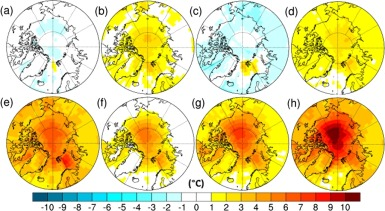 (a) (b) (c) (d)
(e) (f) (g) (h)
(°C)
-10 -9 -8 -7 -6 -5 -4 -3 -2 -1 0 1 2 3 4 5 6 7 8 9 10